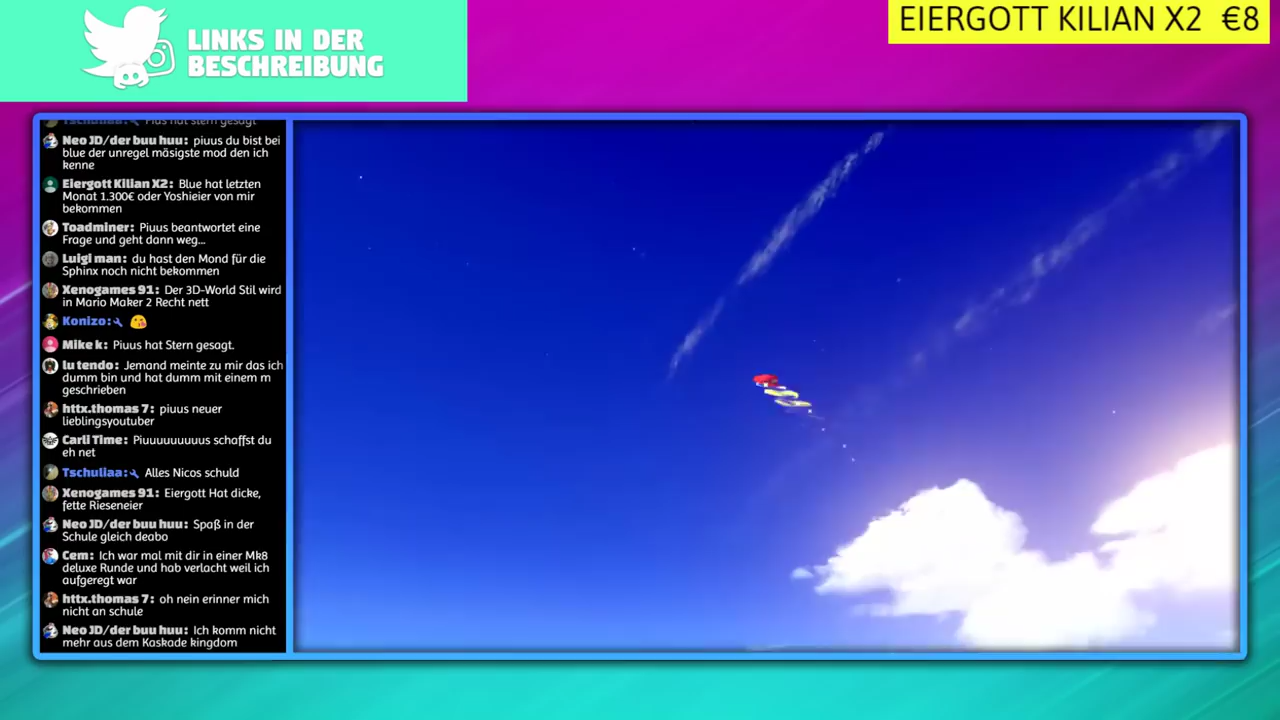 LINKS IN DER
BESCHREIBUNG
EIERGOTT KILIAN X2 €8
Tschuliaa: Pius hat stern gesagt
Neo JD/der buu huu: piuus du bist bei
blue der unregel mäsigste mod den ich
kenne
Eiergott Kilian X2: Blue hat letzten
Monat 1.300€ oder Yoshieier von mir
bekommen
Toadminer: Piuus beantwortet eine
Frage und geht dann weg...
Luigi man: du hast den Mond für die
Sphinx noch nicht bekommen
Xenogames 91: Der 3D-World Stil wird
in Mario Maker 2 Recht nett
Konizo:
Mike k: Piuus hat Stern gesagt.
lu tendo: Jemand meinte zu mir das ich
dumm bin und hat dumm mit einem m
geschrieben
httx.thomas 7: piuus neuer
lieblingsyoutuber
Carli Time: Piuuuuuuuus schaffst du
eh net
Tschuliaa: Alles Nicos schuld
Xenogames 91: Eiergott Hat dicke,
fette Rieseneier
Neo JD/der buu huu: Spaß in der
Schule gleich deabo
Cem: Ich war mal mit dir in einer Mk8
deluxe Runde und hab verlacht weil ich
aufgeregt war
httx.thomas 7: oh nein erinner mich
nicht an schule
Neo JD/der buu huu: Ich komm nicht
mehr aus dem Kaskade kingdom